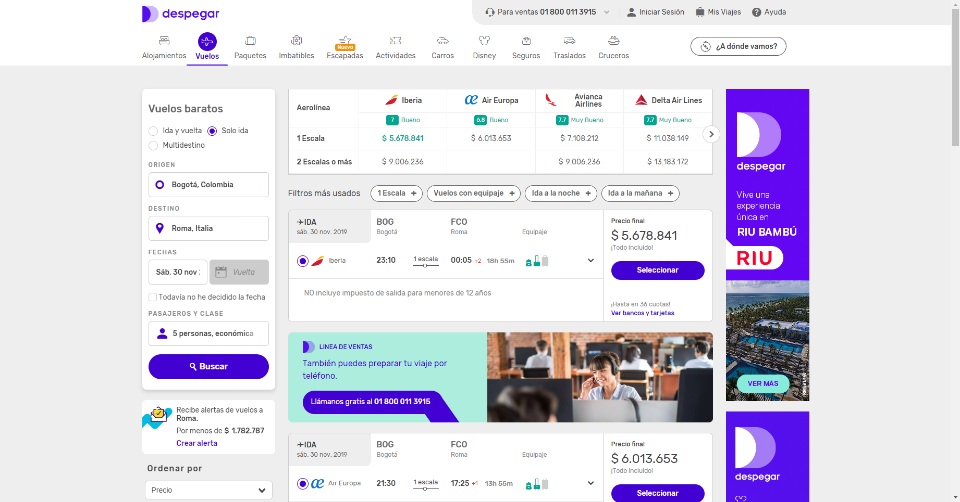 despegar
Para ventas 01 800 011 3915
Iniciar Sesión
Mis Viajes
Ayuda
Alojamientos
Vuelos
Paquetes
Imbatibles
Nuevo
Escapadas
Actividades
Carros
Disney
Seguros
Traslados
Cruceros
¿A dónde vamos?
Vuelos baratos
Ida y vuelta
Solo ida
Multidestino
ORIGEN
Bogotá, Colombia
DESTINO
Roma, Italia
FECHAS
Sáb. 30 nov
Vuelta
Todavía no he decidido la fecha
PASAJEROS Y CLASE
5 personas, económica
Buscar
Recibe alertas de vuelos a
Roma.
Por menos de $ 1.782.787
Crear alerta
Ordenar por
Precio
Aerolínea
Iberia
Air Europa
Avianca
Airlines
Delta Air Lines
7 Bueno
6.8 Bueno
7.7 Muy Bueno
7.7 Muy Bueno
1 Escala
$ 5.678.841
$ 6.013.653
$ 7.108.212
$ 11.038.149
2 Escalas o más
$ 9.006.236
$ 9.006.236
$ 13.183.172
Filtros más usados
1 Escala +
Vuelos con equipaje +
Ida a la noche +
Ida a la mañana +
IDA
sáb. 30 nov. 2019
BOG
Bogotá
FCO
Roma
Equipaje
Iberia
23:10
1 escala
00:05 +2
18h 55m
NO incluye impuesto de salida para menores de 12 años
Precio final
$ 5.678.841
¡Todo incluido!
Seleccionar
¡Hasta en 36 cuotas!
Ver bancos y tarjetas
LINEA DE VENTAS
También puedes preparar tu viaje por
teléfono.
Llámanos gratis al 01 800 011 3915
IDA
sáb. 30 nov. 2019
BOG
Bogotá
FCO
Roma
Equipaje
Air Europa
21:30
1 escala
17:25 +1
13h 55m
Precio final
$ 6.013.653
¡Todo incluido!
Seleccionar
despegar
Vive una
experiencia
única en
RIU BAMBÚ
RIU
VER MÁS
despegar